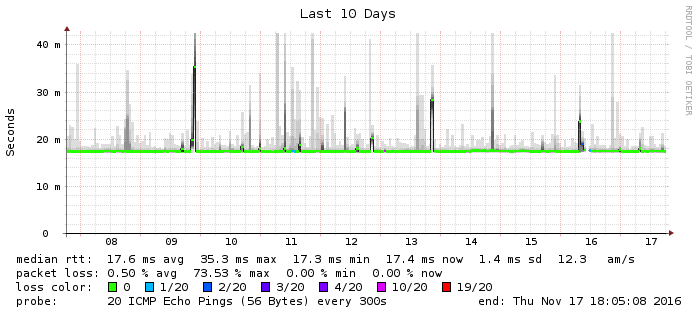 Last 10 Days
RRDTOOL / TOBI OETIKER
Seconds
40 m
30 m
20 m
10 m
0
08 09 10 11 12 13 14 15 16 17
median rtt: 17.6 ms avg 35.3 ms max 17.3 ms min 17.4 ms now 1.4 ms sd 12.3 am/s
packet loss: 0.50 % avg 73.53 % max 0.00 % min 0.00 % now
loss color: 0 1/20 2/20 3/20 4/20 10/20 19/20
probe: 20 ICMP Echo Pings (56 Bytes) every 300s end: Thu Nov 17 18:05:08 2016